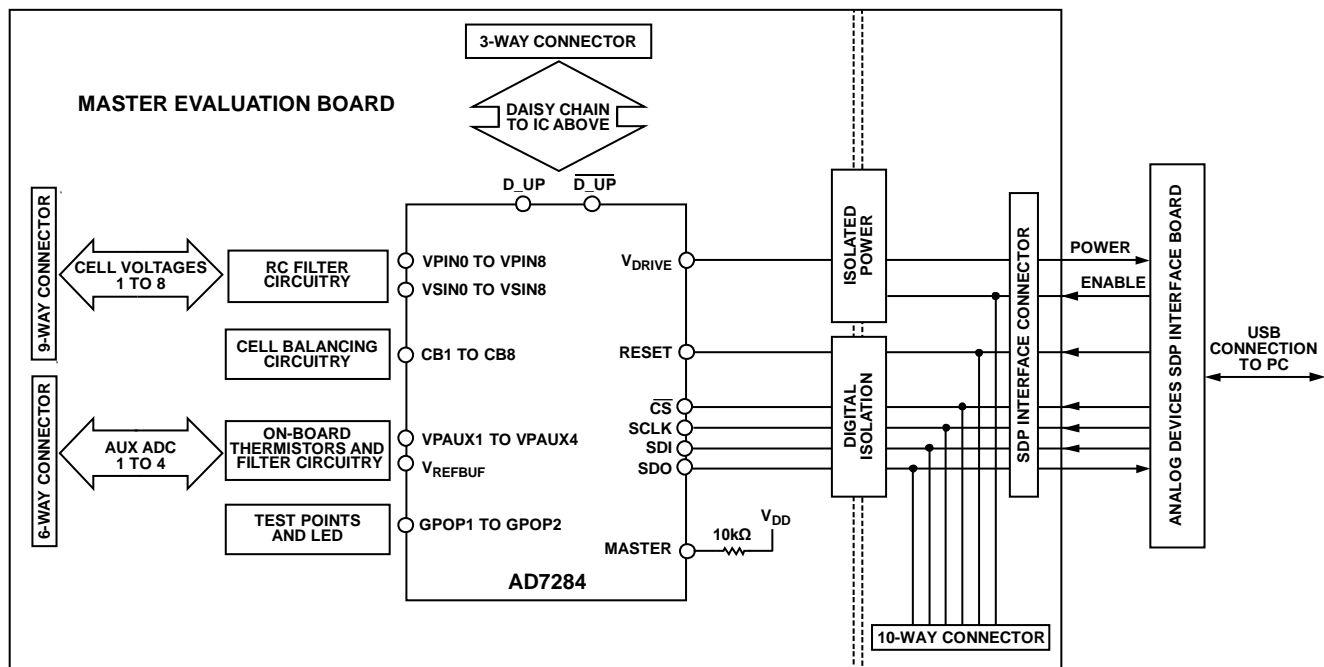 3-WAY CONNECTOR
MASTER EVALUATION BOARD
DAISY CHAIN
TO IC ABOVE
D_UP
D_UP
9-WAY CONNECTOR
CELL VOLTAGES
1 TO 8
RC FILTER
CIRCUITRY
VPIN0 TO VPIN8
VSIN0 TO VSIN8
CELL BALANCING
CIRCUITRY
CB1 TO CB8
6-WAY CONNECTOR
AUX ADC
1 TO 4
ON-BOARD
THERMISTORS AND
FILTER CIRCUITRY
VPAUX1 TO VPAUX4
VREFBUF
TEST POINTS
AND LED
GPOP1 TO GPOP2
VDRIVE
RESET
CS
SCLK
SDI
SDO
MASTER
10kΩ
VDD
AD7284
ISOLATED
POWER
DIGITAL
ISOLATION
SDP INTERFACE CONNECTOR
10-WAY CONNECTOR
POWER
ENABLE
ANALOG DEVICES SDP INTERFACE BOARD
USB
CONNECTION
TO PC